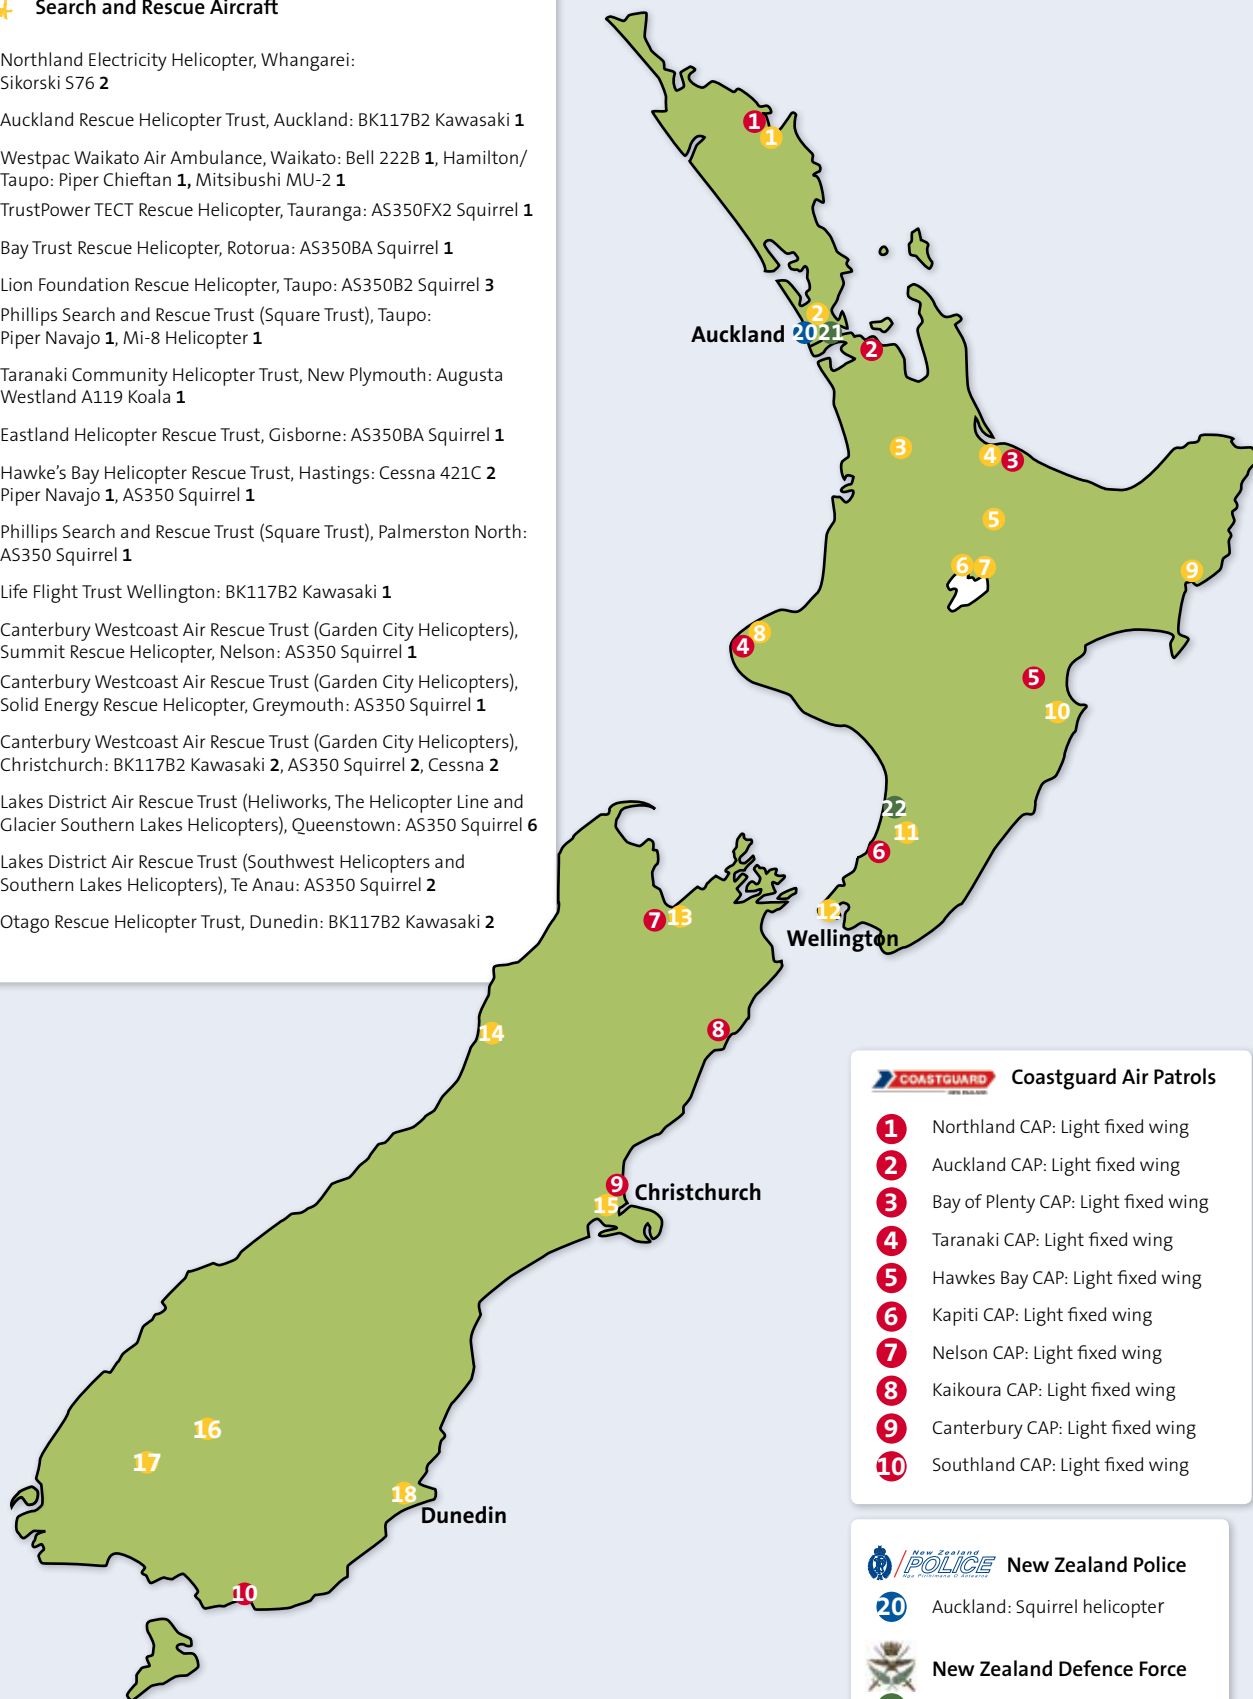 Search and Rescue Aircraft
Northland Electricity Helicopter, Whangarei:
Sikorski S76 2
Auckland Rescue Helicopter Trust, Auckland: BK117B2 Kawasaki 1
Westpac Waikato Air Ambulance, Waikato: Bell 222B 1, Hamilton/
Taupo: Piper Chieftan 1, Mitsibushi MU-2 1
TrustPower TECT Rescue Helicopter, Tauranga: AS350FX2 Squirrel 1
Bay Trust Rescue Helicopter, Rotorua: AS350BA Squirrel 1
Lion Foundation Rescue Helicopter, Taupo: AS350B2 Squirrel 3
Phillips Search and Rescue Trust (Square Trust), Taupo:
Piper Navajo 1, Mi-8 Helicopter 1
Taranaki Community Helicopter Trust, New Plymouth: Augusta
Westland A119 Koala 1
Eastland Helicopter Rescue Trust, Gisborne: AS350BA Squirrel 1
Hawke's Bay Helicopter Rescue Trust, Hastings: Cessna 421C 2
Piper Navajo 1, AS350 Squirrel 1
Phillips Search and Rescue Trust (Square Trust), Palmerston North:
AS350 Squirrel 1
Life Flight Trust Wellington: BK117B2 Kawasaki 1
Canterbury Westcoast Air Rescue Trust (Garden City Helicopters),
Summit Rescue Helicopter, Nelson: AS350 Squirrel 1
Canterbury Westcoast Air Rescue Trust (Garden City Helicopters),
Solid Energy Rescue Helicopter, Greymouth: AS350 Squirrel 1
Canterbury Westcoast Air Rescue Trust (Garden City Helicopters),
Christchurch: BK117B2 Kawasaki 2, AS350 Squirrel 2, Cessna 2
Lakes District Air Rescue Trust (Heliworks, The Helicopter Line and
Glacier Southern Lakes Helicopters), Queenstown: AS350 Squirrel 6
Lakes District Air Rescue Trust (Southwest Helicopters and
Southern Lakes Helicopters), Te Anau: AS350 Squirrel 2
Otago Rescue Helicopter Trust, Dunedin: BK117B2 Kawasaki 2
1
1
2
Auckland 20 21
2
3
4 3
5
6 7
9
8
4
5
10
22
11
6
12
Wellington
7 13
14
8
9 Christchurch
15
16
17
18
Dunedin
10
COASTGUARD Coastguard Air Patrols
1 Northland CAP: Light fixed wing
2 Auckland CAP: Light fixed wing
3 Bay of Plenty CAP: Light fixed wing
4 Taranaki CAP: Light fixed wing
5 Hawkes Bay CAP: Light fixed wing
6 Kapiti CAP: Light fixed wing
7 Nelson CAP: Light fixed wing
8 Kaikoura CAP: Light fixed wing
9 Canterbury CAP: Light fixed wing
10 Southland CAP: Light fixed wing
New Zealand
POLICE New Zealand Police
Nga Pirihimana O Aotearoa
20 Auckland: Squirrel helicopter
New Zealand Defence Force